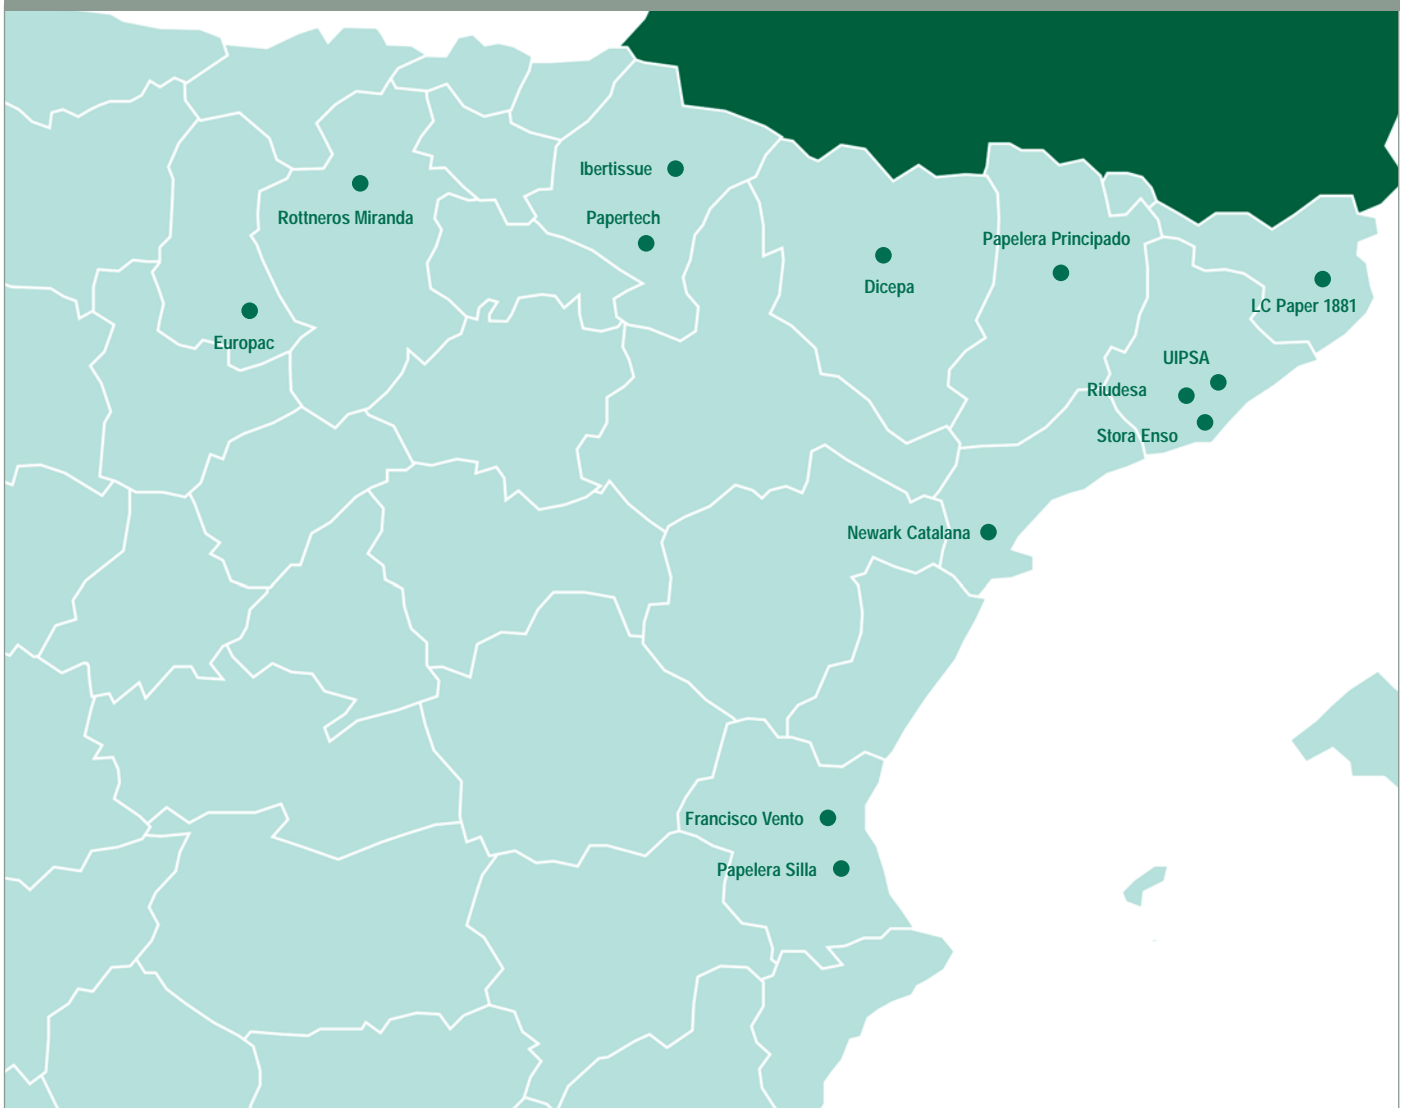 Ibertissue
Rottneros Miranda
Papertech
Papelera Principado
Dicepa
LC Paper 1881
Europac
UIPSA
Riudesa
Stora Enso
Newark Catalana
Francisco Vento
Papelera Silla